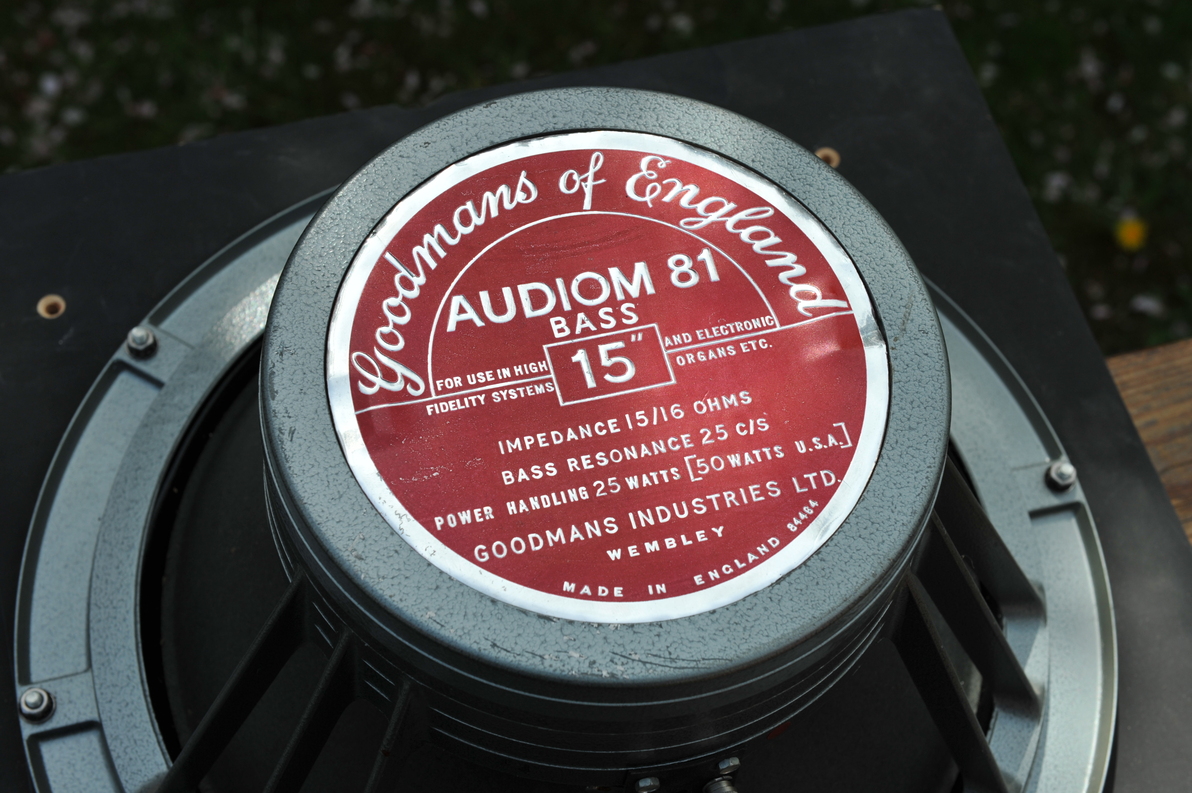 Goodmans of England
AUDIOM 81
BASS
15"
FOR USE IN HIGH
FIDELITY SYSTEMS
AND ELECTRONIC
ORGANS ETC.
IMPEDANCE 15/16 OHMS
BASS RESONANCE 25 C/S
POWER HANDLING 25 WATTS [50 WATTS U.S.A.]
GOODMANS INDUSTRIES LTD.
WEMBLEY
MADE IN ENGLAND 84484